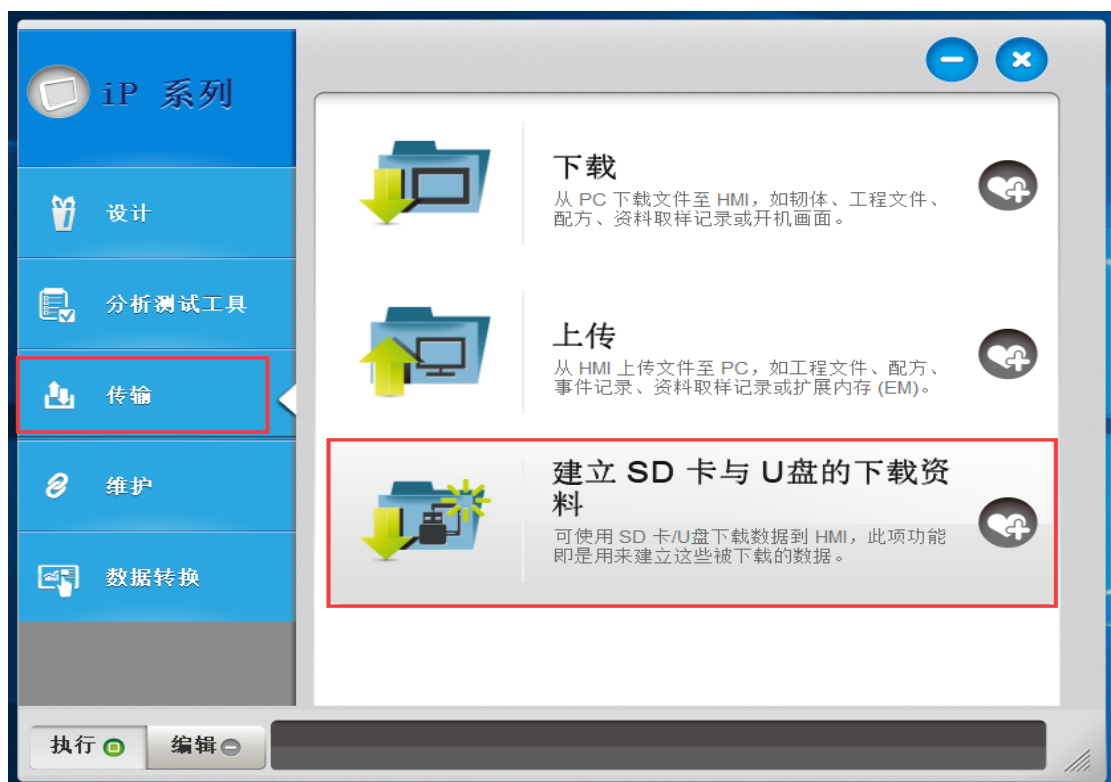 iP 系列
设计
分析测试工具
传输
维护
数据转换
下载
从 PC 下载文件至 HMI，如韧体、工程文件、
配方、资料取样记录或开机画面。
上传
从 HMI 上传文件至 PC，如工程文件、配方、
事件记录、资料取样记录或扩展内存 (EM)。
建立 SD 卡与 U盘的下载资
料
可使用 SD 卡/U盘下载数据到 HMI，此项功能
即是用来建立这些被下载的数据。
执行
编辑